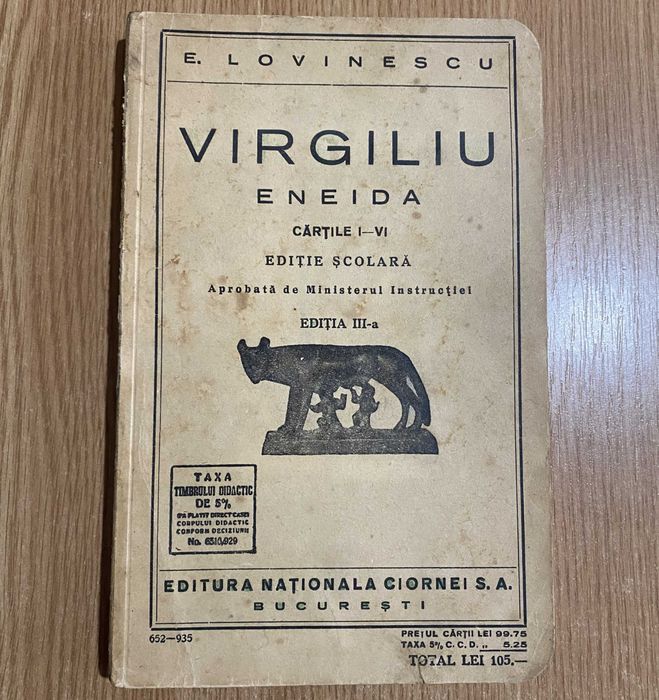 E. LOVINESCU
VIRGILIU
ENEIDA
CĂRȚILE I—VI
EDIȚIE ȘCOLARĂ
Aprobată de Ministerul Instrucției
EDIȚIA III-a
TAXA
TIMBRULUI DIDACTIC
DE 5%
S'A PLATIT DIRECT CASEI
CORPULUI DIDACTIC
CONFORM DECIZIUNII
No. 6510,929
EDITURA NAȚIONALA CIORNEI S. A.
BUCUREȘTI
652—935
PREȚUL CĂRȚII LEI 99.75
TAXA 5% C. C. D. „ 5.25
TOTAL LEI 105.—